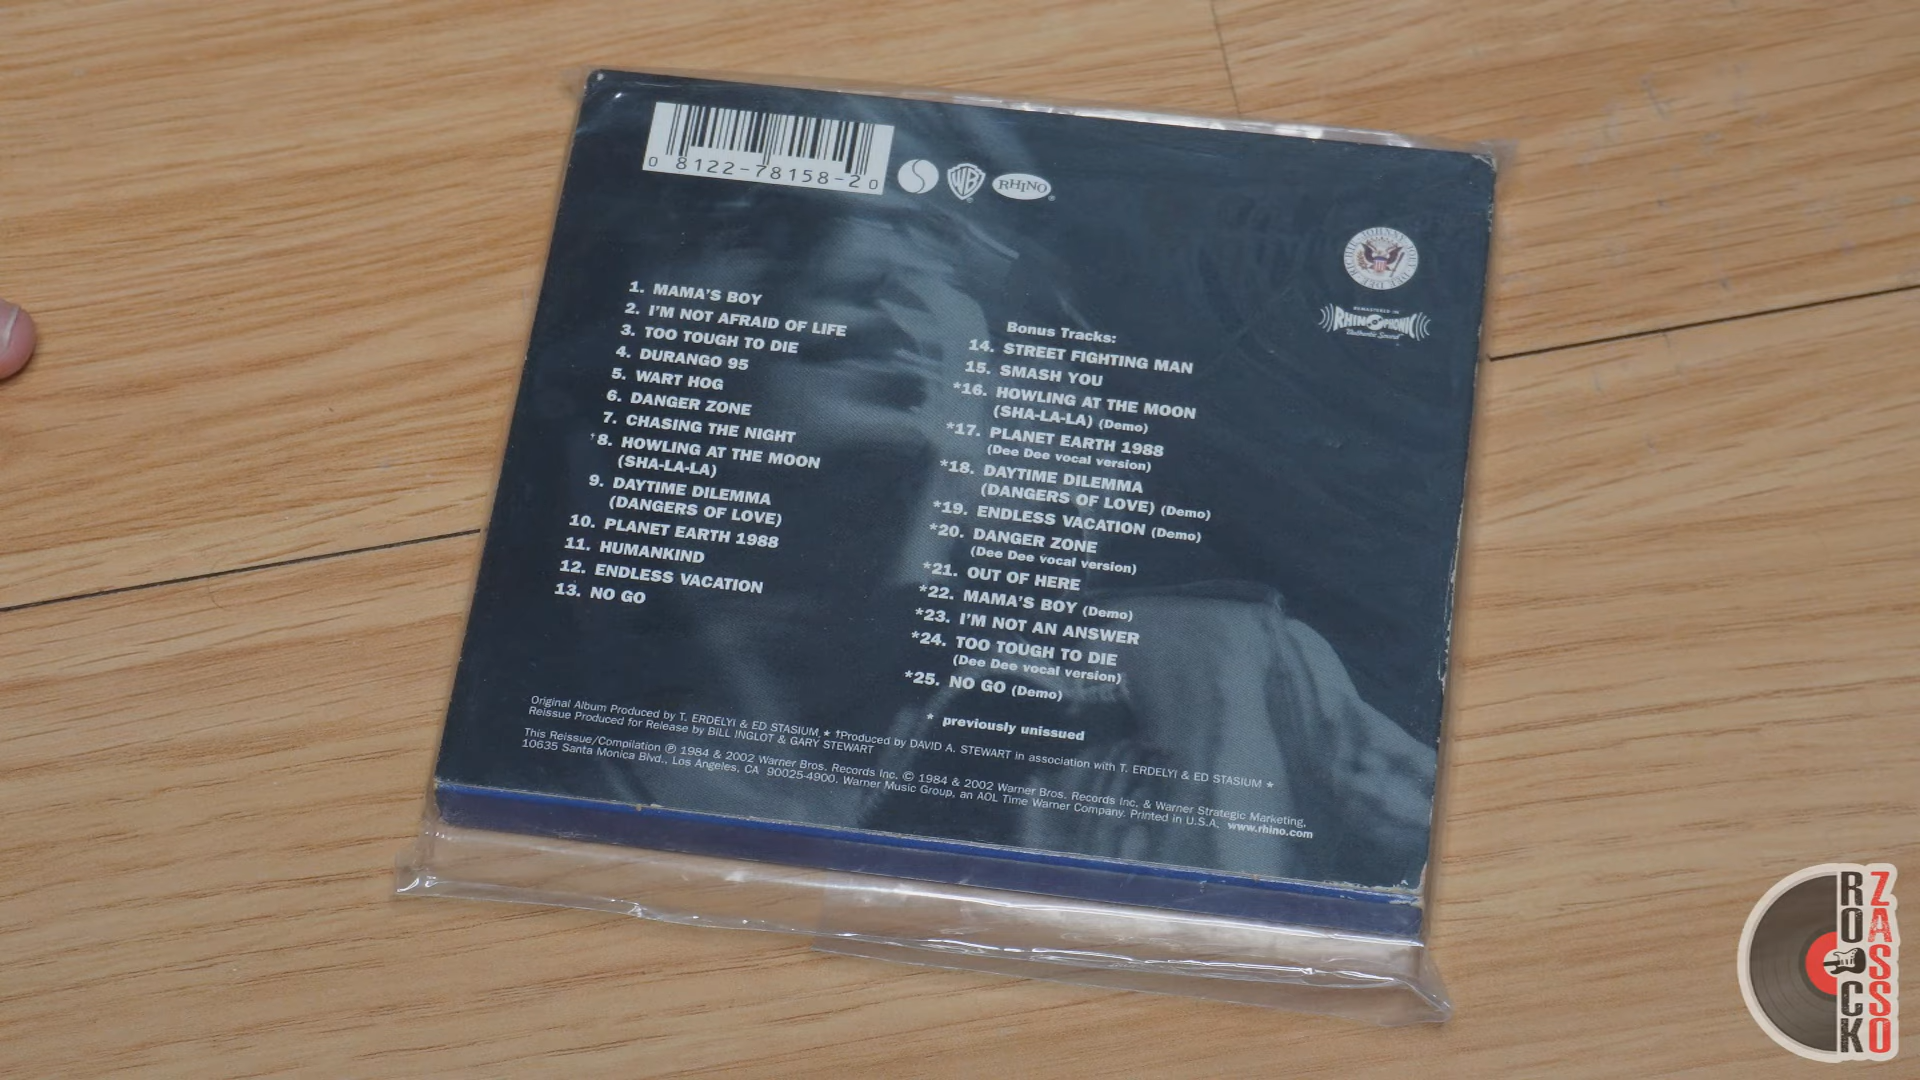 0 8122-78158-2 0
WB
RHINO
JOHNNY
REMASTERED IN
RHINOPHONIC
Authentic Sound
1. MAMA'S BOY
2. I'M NOT AFRAID OF LIFE
3. TOO TOUGH TO DIE
4. DURANGO 95
5. WART HOG
6. DANGER ZONE
7. CHASING THE NIGHT
†8. HOWLING AT THE MOON
(SHA-LA-LA)
9. DAYTIME DILEMMA
(DANGERS OF LOVE)
10. PLANET EARTH 1988
11. HUMANKIND
12. ENDLESS VACATION
13. NO GO
Bonus Tracks:
14. STREET FIGHTING MAN
15. SMASH YOU
*16. HOWLING AT THE MOON
(SHA-LA-LA) (Demo)
*17. PLANET EARTH 1988
(Dee Dee vocal version)
*18. DAYTIME DILEMMA
(DANGERS OF LOVE) (Demo)
*19. ENDLESS VACATION (Demo)
*20. DANGER ZONE
(Dee Dee vocal version)
*21. OUT OF HERE
*22. MAMA'S BOY (Demo)
*23. I'M NOT AN ANSWER
*24. TOO TOUGH TO DIE
(Dee Dee vocal version)
*25. NO GO (Demo)
* previously unissued
Original Album Produced by T. ERDELYI & ED STASIUM ★ †Produced by DAVID A. STEWART in association with T. ERDELYI & ED STASIUM ★
Reissue Produced for Release by BILL INGLOT & GARY STEWART
This Reissue/Compilation ℗ 1984 & 2002 Warner Bros. Records Inc. © 1984 & 2002 Warner Bros. Records Inc. & Warner Strategic Marketing,
10635 Santa Monica Blvd., Los Angeles, CA 90025-4900. Warner Music Group, an AOL Time Warner Company. Printed in U.S.A. www.rhino.com
ROCK
ZASSO